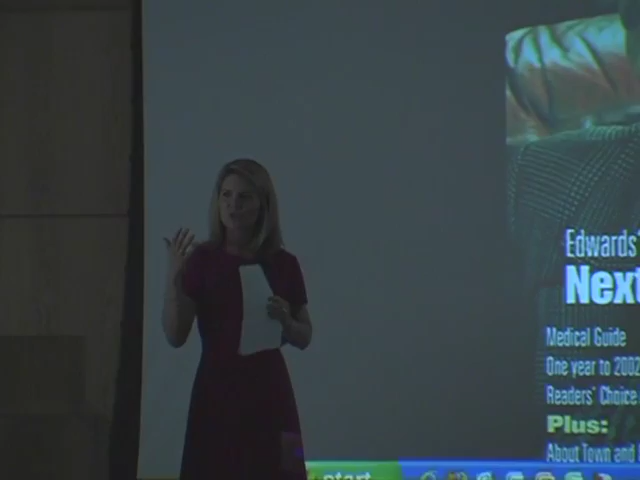 Edwards'
Next
Medical Guide
One year to 2002
Readers' Choice
Plus:
About Town and
start